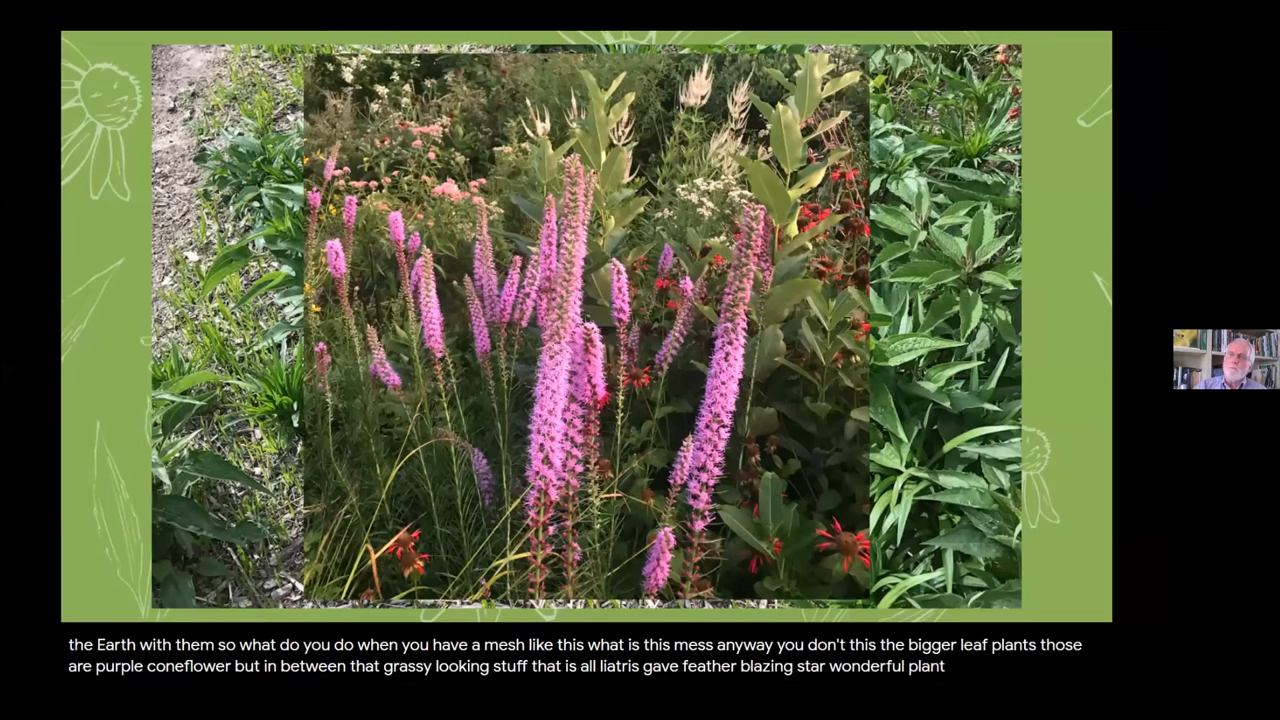 the Earth with them so what do you do when you have a mesh like this what is this mess anyway you don't this the bigger leaf plants those
are purple coneflower but in between that grassy looking stuff that is all liatris gave feather blazing star wonderful plant